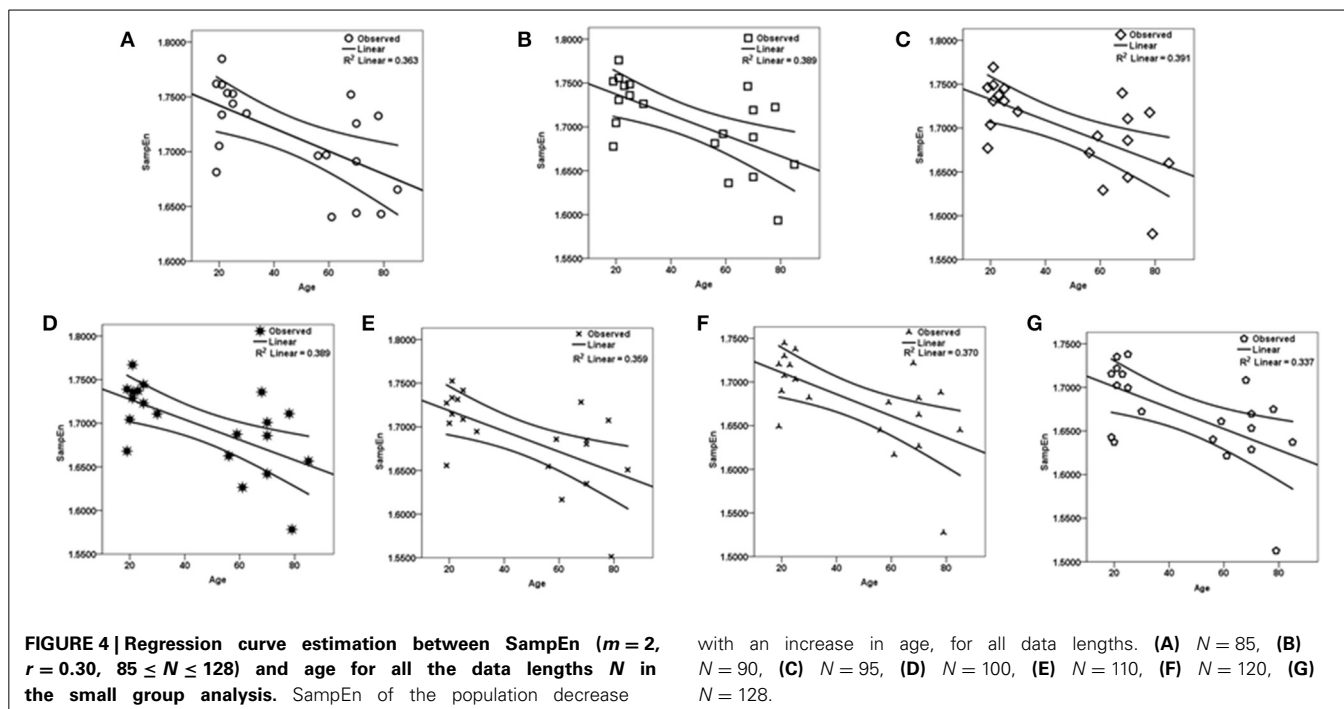 A
1.8000
1.7500
1.7000
1.6500
1.6000
SampEn
20 40 60 80
Age
Observed
Linear
R² Linear = 0.363
B
1.8000
1.7500
1.7000
1.6500
1.6000
1.5500
SampEn
20 40 60 80
Age
Observed
Linear
R² Linear = 0.389
C
1.8000
1.7500
1.7000
1.6500
1.6000
1.5500
SampEn
20 40 60 80
Age
Observed
Linear
R² Linear = 0.391
D
1.8000
1.7500
1.7000
1.6500
1.6000
1.5500
SampEn
20 40 60 80
Age
Observed
Linear
R² Linear = 0.389
E
1.8000
1.7500
1.7000
1.6500
1.6000
1.5500
SampEn
20 40 60 80
Age
Observed
Linear
R² Linear = 0.359
F
1.7500
1.7000
1.6500
1.6000
1.5500
1.5000
SampEn
20 40 60 80
Age
Observed
Linear
R² Linear = 0.370
G
1.7500
1.7000
1.6500
1.6000
1.5500
1.5000
SampEn
20 40 60 80
Age
Observed
Linear
R² Linear = 0.337
FIGURE 4 | Regression curve estimation between SampEn (m = 2,
r = 0.30, 85 ≤ N ≤ 128) and age for all the data lengths N in
the small group analysis. SampEn of the population decrease
with an increase in age, for all data lengths. (A) N = 85, (B)
N = 90, (C) N = 95, (D) N = 100, (E) N = 110, (F) N = 120, (G)
N = 128.